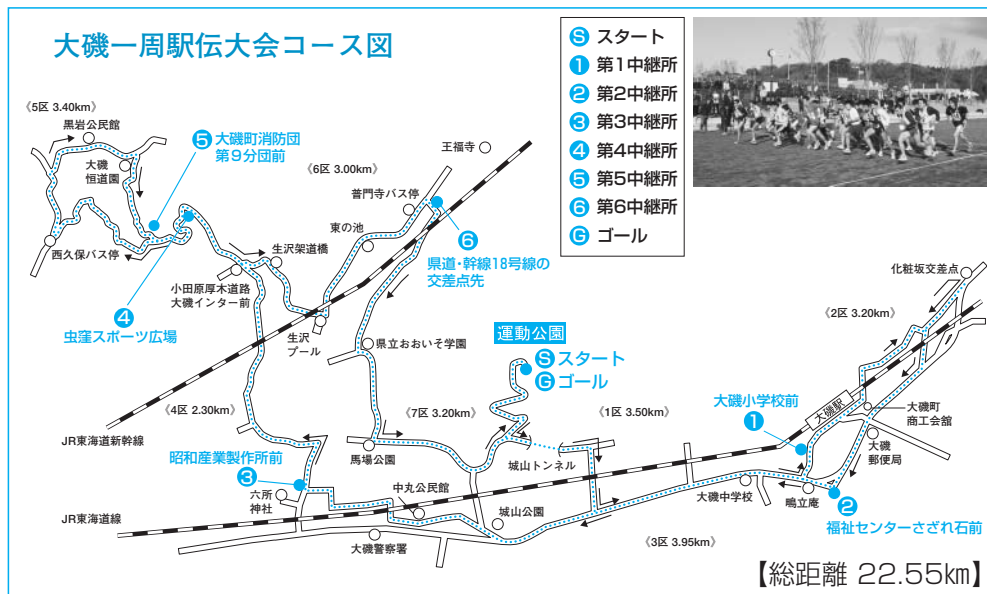 大磯一周駅伝大会コース図
S スタート
1 第1中継所
2 第2中継所
3 第3中継所
4 第4中継所
5 第5中継所
6 第6中継所
G ゴール
《5区 3.40km》
黒岩公民館
大磯
恒道園
5 大磯町消防団
第9分団前
《6区 3.00km》
王福寺
普門寺バス停
東の池
6
県道・幹線18号線の
交差点先
西久保バス停
生沢架道橋
小田原厚木道路
大磯インター前
4
虫窪スポーツ広場
生沢
プール
県立おおいそ学園
運動公園
S スタート
G ゴール
化粧坂交差点
《2区 3.20km》
大磯駅
大磯小学校前
1
大磯町
商工会館
大磯
郵便局
《4区 2.30km》
《7区 3.20km》
《1区 3.50km》
JR東海道新幹線
馬場公園
城山トンネル
昭和産業製作所前
3
六所
神社
中丸公民館
城山公園
大磯中学校
鴫立庵
2
福祉センターさざれ石前
JR東海道線
大磯警察署
《3区 3.95km》
【総距離 22.55km】